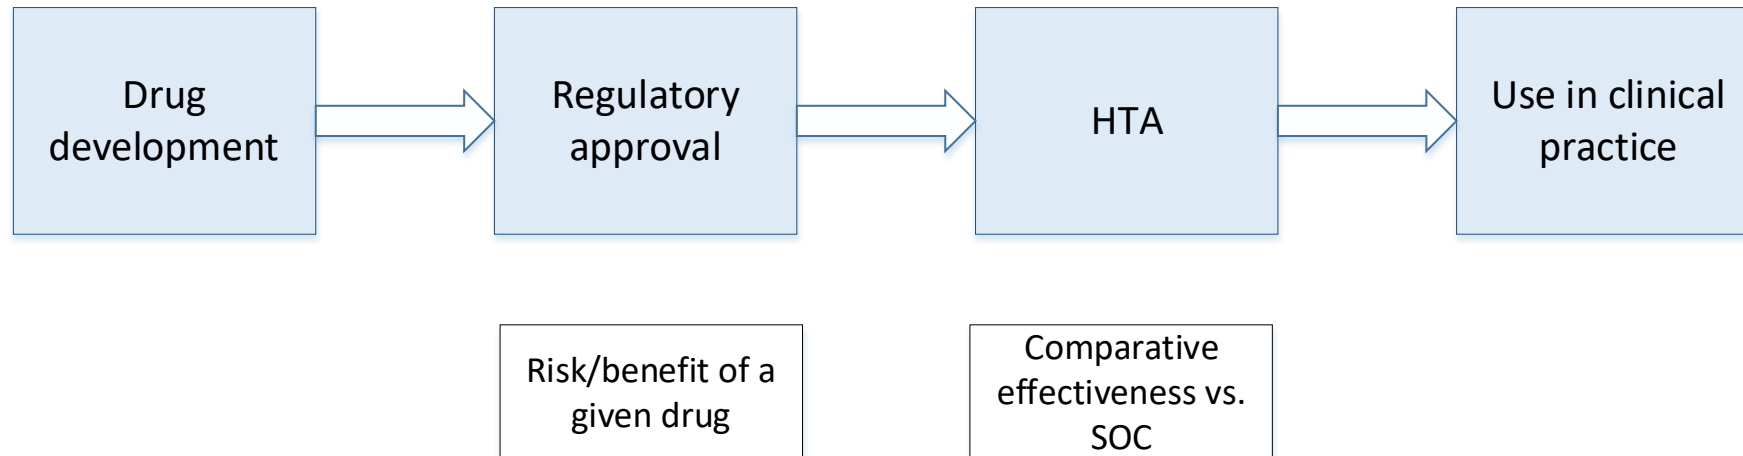 Drug
development
Regulatory
approval
HTA
Use in clinical
practice
Risk/benefit of a
given drug
Comparative
effectiveness vs.
SOC